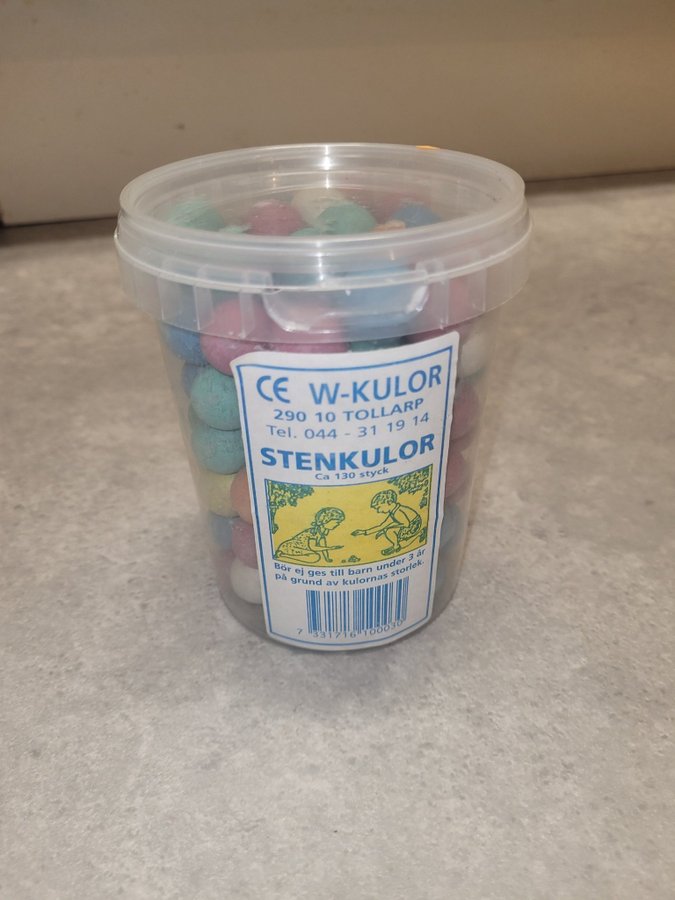 CE W-KULOR
290 10 TOLLARP
Tel. 044 - 31 19 14
STENKULOR
Ca 130 styck
Bör ej ges till barn under 3 år
på grund av kulornas storlek.
7 331716 100030